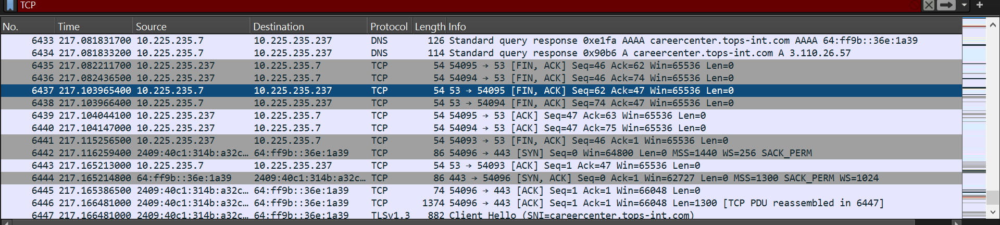 TCP
No. Time Source Destination Protocol Length Info
6433 217.081831700 10.225.235.7 10.225.235.237 DNS 126 Standard query response 0xe1fa AAAA careercenter.tops-int.com AAAA 64:ff9b::36e:1a39
6434 217.081833200 10.225.235.7 10.225.235.237 DNS 114 Standard query response 0x90b6 A careercenter.tops-int.com A 3.110.26.57
6435 217.082211700 10.225.235.237 10.225.235.7 TCP 54 54095 → 53 [FIN, ACK] Seq=46 Ack=62 Win=65536 Len=0
6436 217.082436500 10.225.235.237 10.225.235.7 TCP 54 54094 → 53 [FIN, ACK] Seq=46 Ack=74 Win=65536 Len=0
6437 217.103965400 10.225.235.7 10.225.235.237 TCP 54 53 → 54095 [FIN, ACK] Seq=62 Ack=47 Win=65536 Len=0
6438 217.103966400 10.225.235.7 10.225.235.237 TCP 54 53 → 54094 [FIN, ACK] Seq=74 Ack=47 Win=65536 Len=0
6439 217.104044100 10.225.235.237 10.225.235.7 TCP 54 54095 → 53 [ACK] Seq=47 Ack=63 Win=65536 Len=0
6440 217.104147000 10.225.235.237 10.225.235.7 TCP 54 54094 → 53 [ACK] Seq=47 Ack=75 Win=65536 Len=0
6441 217.115256500 10.225.235.237 10.225.235.7 TCP 54 54093 → 53 [FIN, ACK] Seq=46 Ack=1 Win=65536 Len=0
6442 217.116259400 2409:40c1:314b:a32c… 64:ff9b::36e:1a39 TCP 86 54096 → 443 [SYN] Seq=0 Win=64800 Len=0 MSS=1440 WS=256 SACK_PERM
6443 217.165213000 10.225.235.7 10.225.235.237 TCP 54 53 → 54093 [ACK] Seq=1 Ack=47 Win=65536 Len=0
6444 217.165214800 64:ff9b::36e:1a39 2409:40c1:314b:a32c… TCP 86 443 → 54096 [SYN, ACK] Seq=0 Ack=1 Win=62727 Len=0 MSS=1300 SACK_PERM WS=1024
6445 217.165386500 2409:40c1:314b:a32c… 64:ff9b::36e:1a39 TCP 74 54096 → 443 [ACK] Seq=1 Ack=1 Win=66048 Len=0
6446 217.166481000 2409:40c1:314b:a32c… 64:ff9b::36e:1a39 TCP 1374 54096 → 443 [ACK] Seq=1 Ack=1 Win=66048 Len=1300 [TCP PDU reassembled in 6447]
6447 217.166481000 2409:40c1:314b:a32c… 64:ff9b::36e:1a39 TLSv1.3 882 Client Hello (SNI=careercenter.tops-int.com)